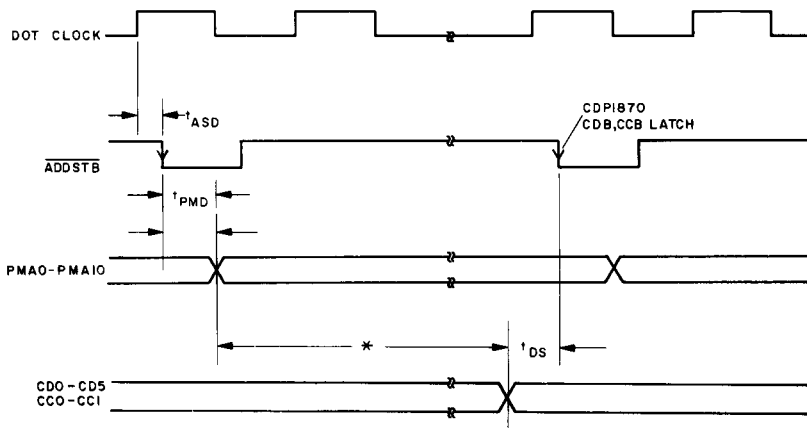 DOT CLOCK
tASD
CDP1870
CDB,CCB LATCH
ADDSTB
tPMD
PMA0-PMA10
*
tDS
CD0-CD5
CC0-CC1